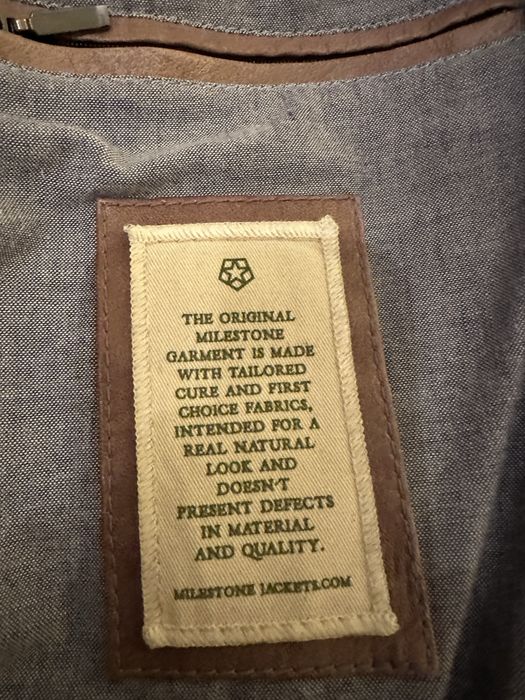 THE ORIGINAL
MILESTONE
GARMENT IS MADE
WITH TAILORED
CURE AND FIRST
CHOICE FABRICS,
INTENDED FOR A
REAL NATURAL
LOOK AND
DOESN'T
PRESENT DEFECTS
IN MATERIAL
AND QUALITY.
MILESTONE JACKETS.COM